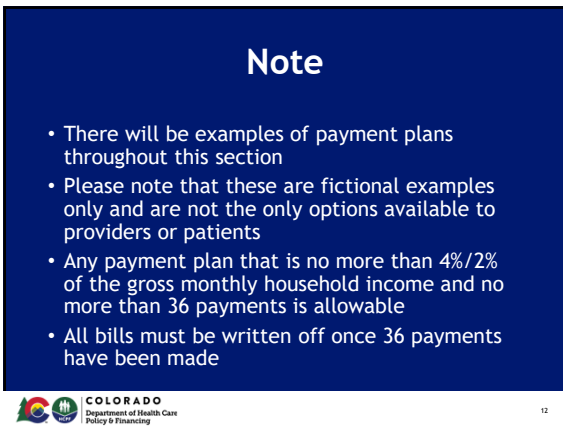 Note
• There will be examples of payment plans
throughout this section
• Please note that these are fictional examples
only and are not the only options available to
providers or patients
• Any payment plan that is no more than 4%/2%
of the gross monthly household income and no
more than 36 payments is allowable
• All bills must be written off once 36 payments
have been made
HCPF
COLORADO
Department of Health Care
Policy & Financing
12